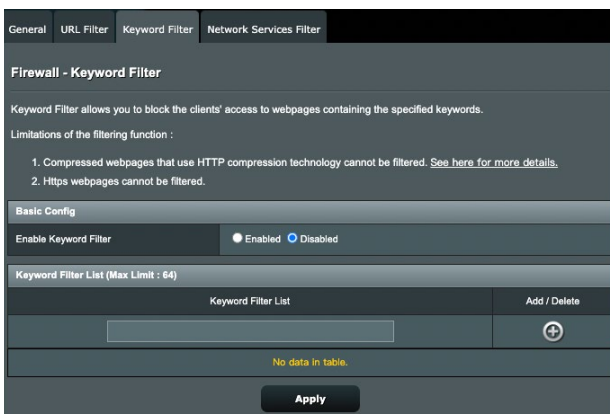 General URL Filter Keyword Filter Network Services Filter
Firewall - Keyword Filter
Keyword Filter allows you to block the clients' access to webpages containing the specified keywords.
Limitations of the filtering function :
1. Compressed webpages that use HTTP compression technology cannot be filtered. See here for more details.
2. Https webpages cannot be filtered.
Basic Config
Enable Keyword Filter Enabled Disabled
Keyword Filter List (Max Limit : 64)
Keyword Filter List Add / Delete
No data in table.
Apply